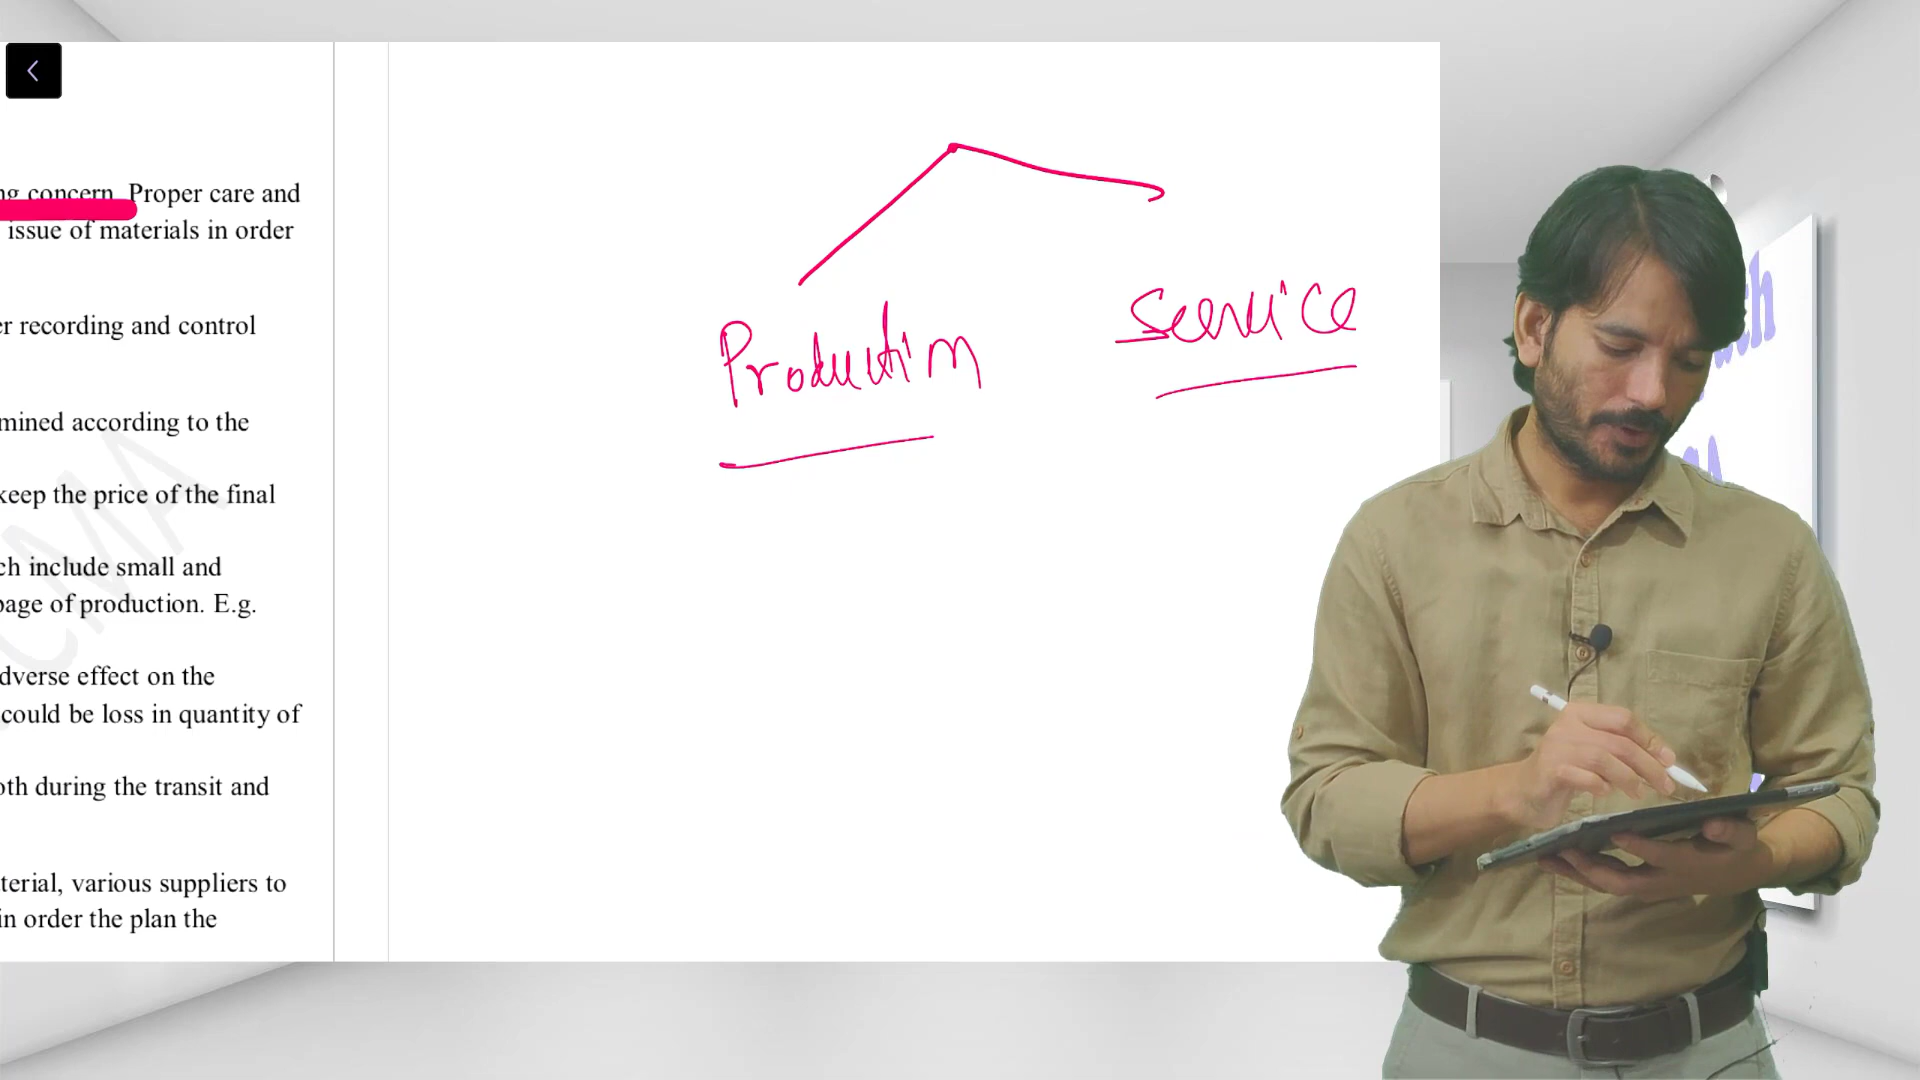 ng concern. Proper care and
issue of materials in order
er recording and control
mined according to the
keep the price of the final
ch include small and
page of production. E.g.
dverse effect on the
could be loss in quantity of
oth during the transit and
terial, various suppliers to
in order the plan the
CMA
Production
Service